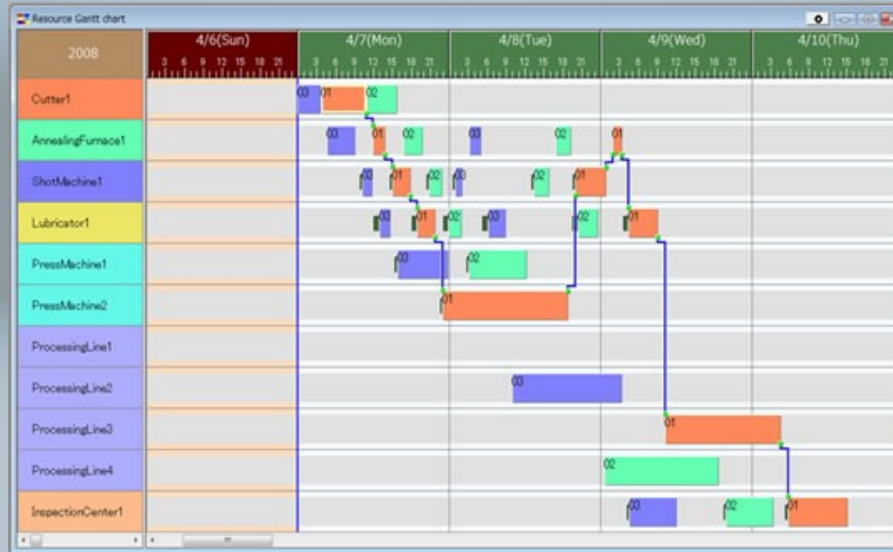 Resource Gantt chart
2008
4/6(Sun) 4/7(Mon) 4/8(Tue) 4/9(Wed) 4/10(Thu)
3 6 9 12 15 18 21 3 6 9 12 15 18 21 3 6 9 12 15 18 21 3 6 9 12 15 18 21 3 6 9 12 15 18 21
Cutter1 03 01 02
AnnealingFurnace1 03 01 02 03 02 01
ShotMachine1 03 01 02 03 02 01
Lubricator1 03 01 02 03 02 01
PressMachine1 03 02
PressMachine2 01
ProcessingLine1
ProcessingLine2 03
ProcessingLine3 01
ProcessingLine4 02
InspectionCenter1 03 02 01